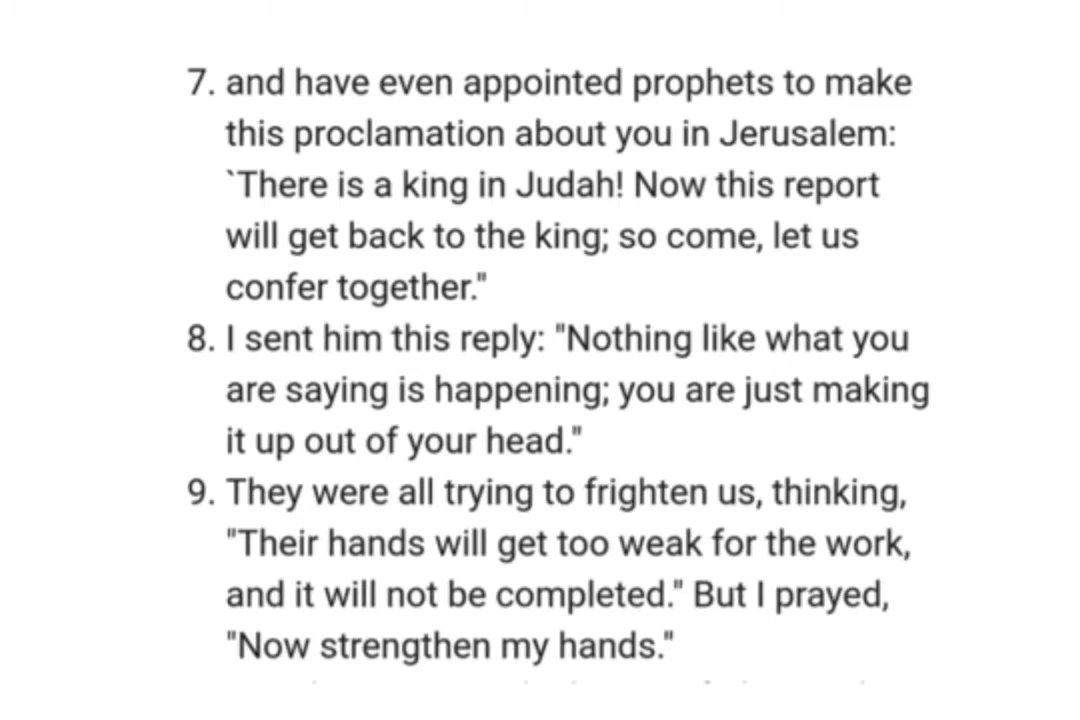 7. and have even appointed prophets to make
this proclamation about you in Jerusalem:
`There is a king in Judah! Now this report
will get back to the king; so come, let us
confer together."
8. I sent him this reply: "Nothing like what you
are saying is happening; you are just making
it up out of your head."
9. They were all trying to frighten us, thinking,
"Their hands will get too weak for the work,
and it will not be completed." But I prayed,
"Now strengthen my hands."